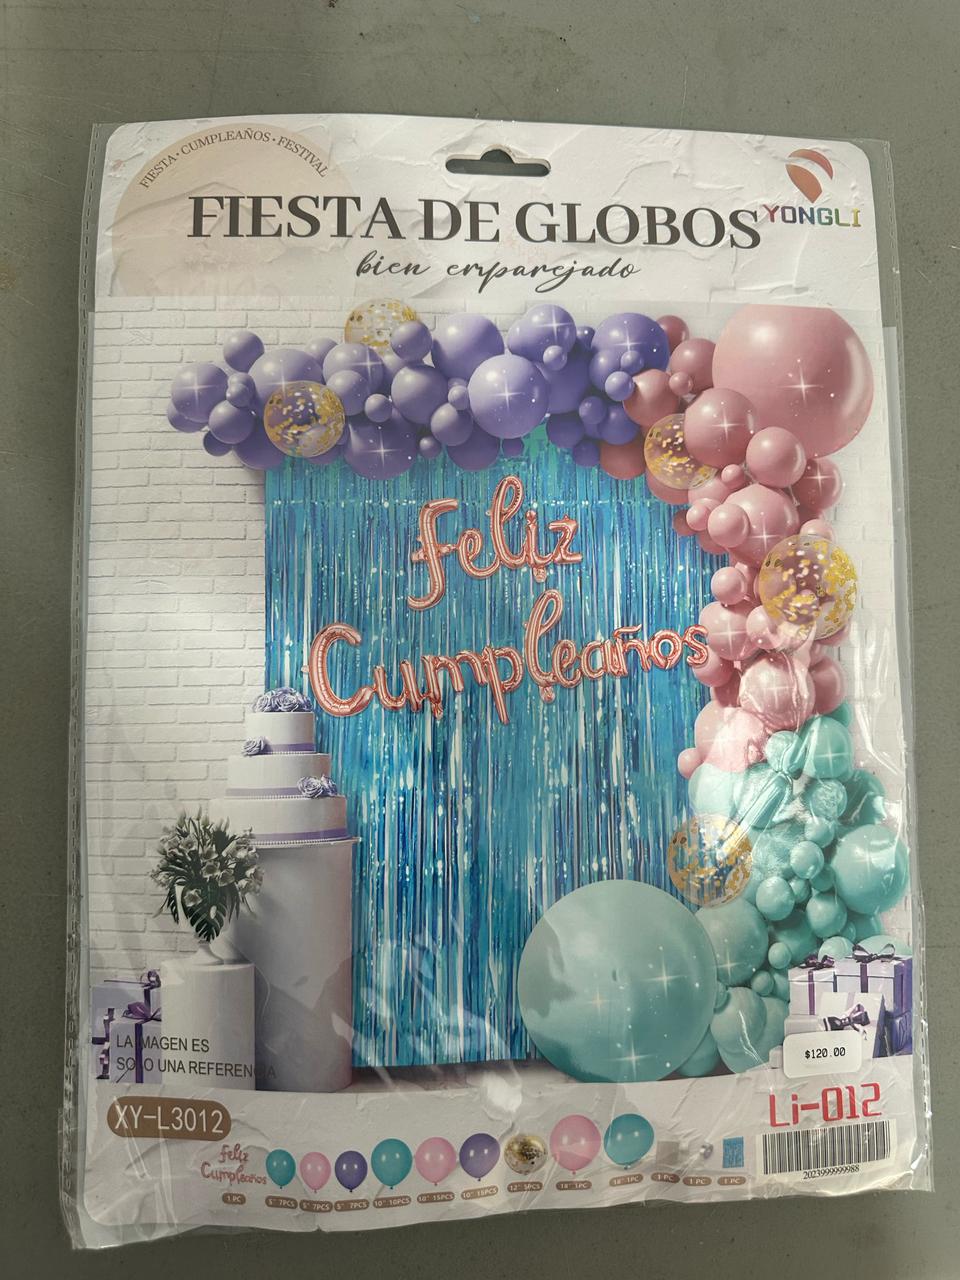 FIESTA·CUMPLEAÑOS·FESTIVAL
YONGLI
FIESTA DE GLOBOS
bien emparejado
Feliz
Cumpleaños
LA IMAGEN ES
SOLO UNA REFERENCIA
$120.00
XY-L3012
Li-012
Feliz
Cumpleaños
1 PC
5" 7PCS
5" 7PCS
5" 7PCS
10" 10PCS
10" 15PCS
10" 15PCS
12" 5PCS
18" 1PC
18" 1PC
1 PC
1 PC
1 PC
2023999999988